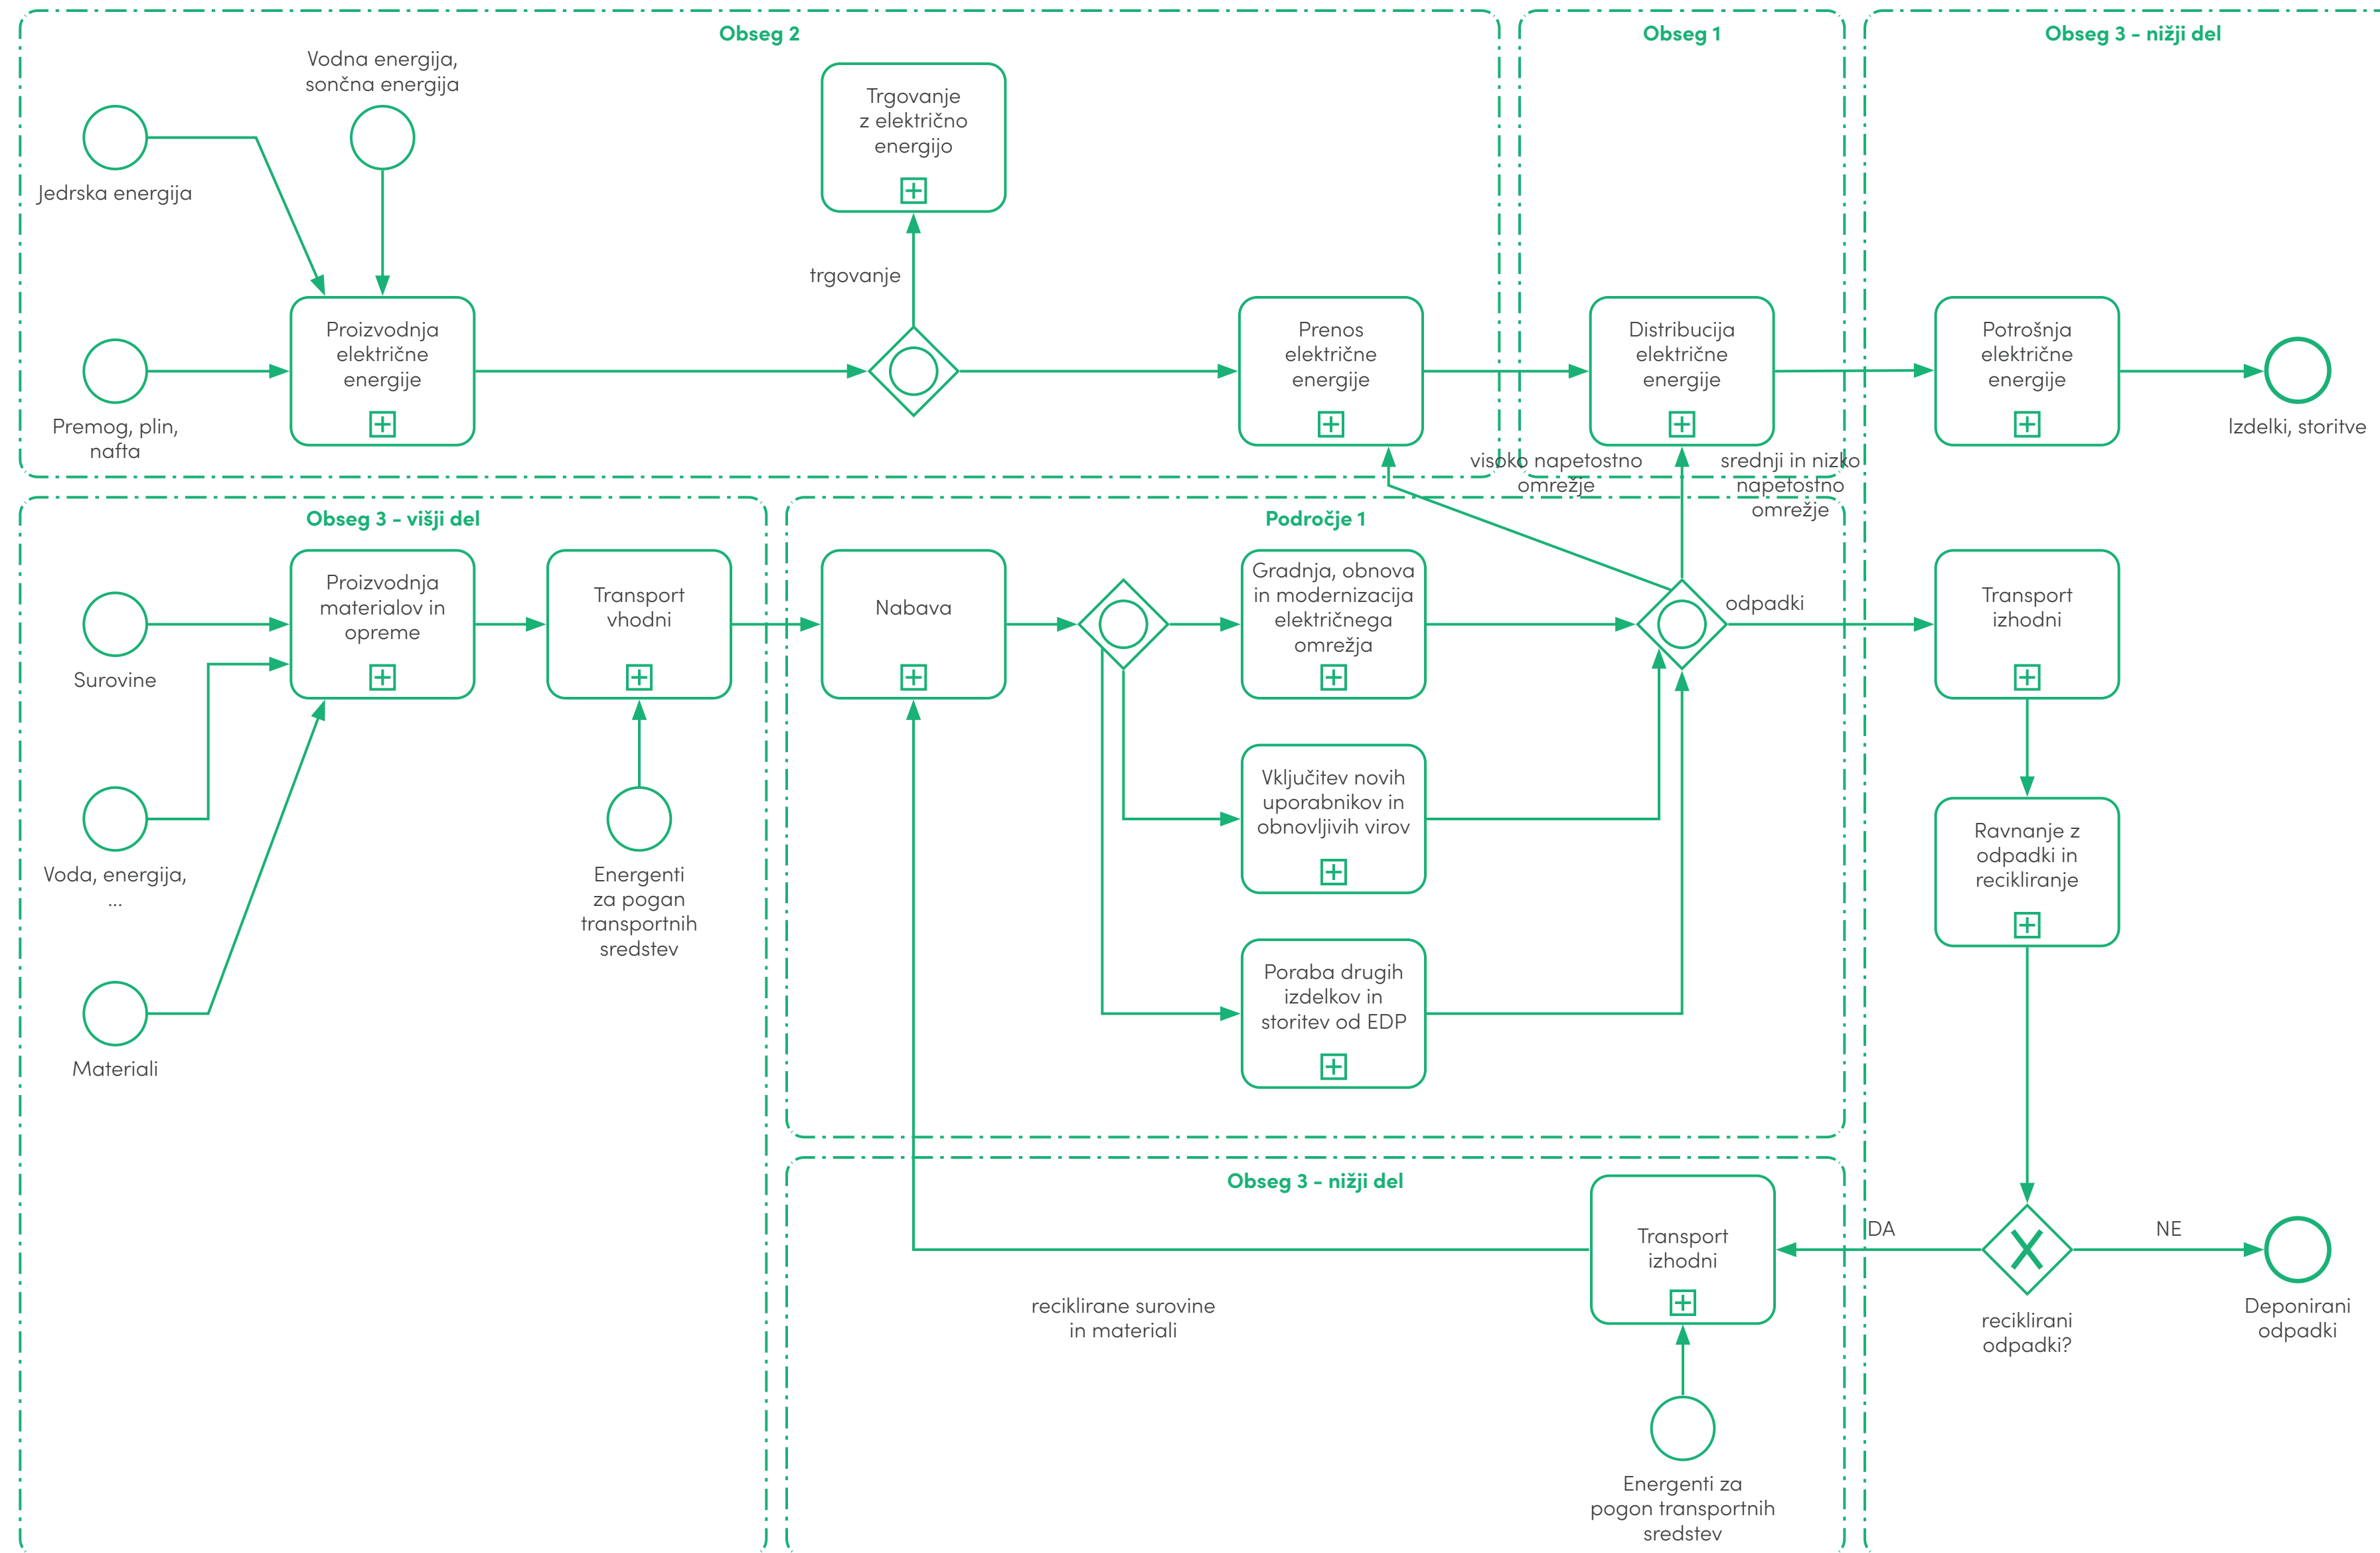 Obseg 2
Obseg 1
Obseg 3 - nižji del
Vodna energija,
sončna energija
Jedrska energija
Trgovanje
z električno
energijo
trgovanje
Premog, plin,
nafta
Proizvodnja
električne
energije
Prenos
električne
energije
Distribucija
električne
energije
Potrošnja
električne
energije
Izdelki, storitve
visoko napetostno
omrežje
srednji in nizko
napetostno
omrežje
Obseg 3 - višji del
Področje 1
Surovine
Proizvodnja
materialov in
opreme
Transport
vhodni
Nabava
Gradnja, obnova
in modernizacija
električnega
omrežja
odpadki
Transport
izhodni
Voda, energija,
...
Energenti
za pogan
transportnih
sredstev
Vključitev novih
uporabnikov in
obnovljivih virov
Ravnanje z
odpadki in
recikliranje
Materiali
Poraba drugih
izdelkov in
storitev od EDP
Obseg 3 - nižji del
Transport
izhodni
DA
X
NE
reciklirane surovine
in materiali
reciklirani
odpadki?
Deponirani
odpadki
Energenti za
pogon transportnih
sredstev